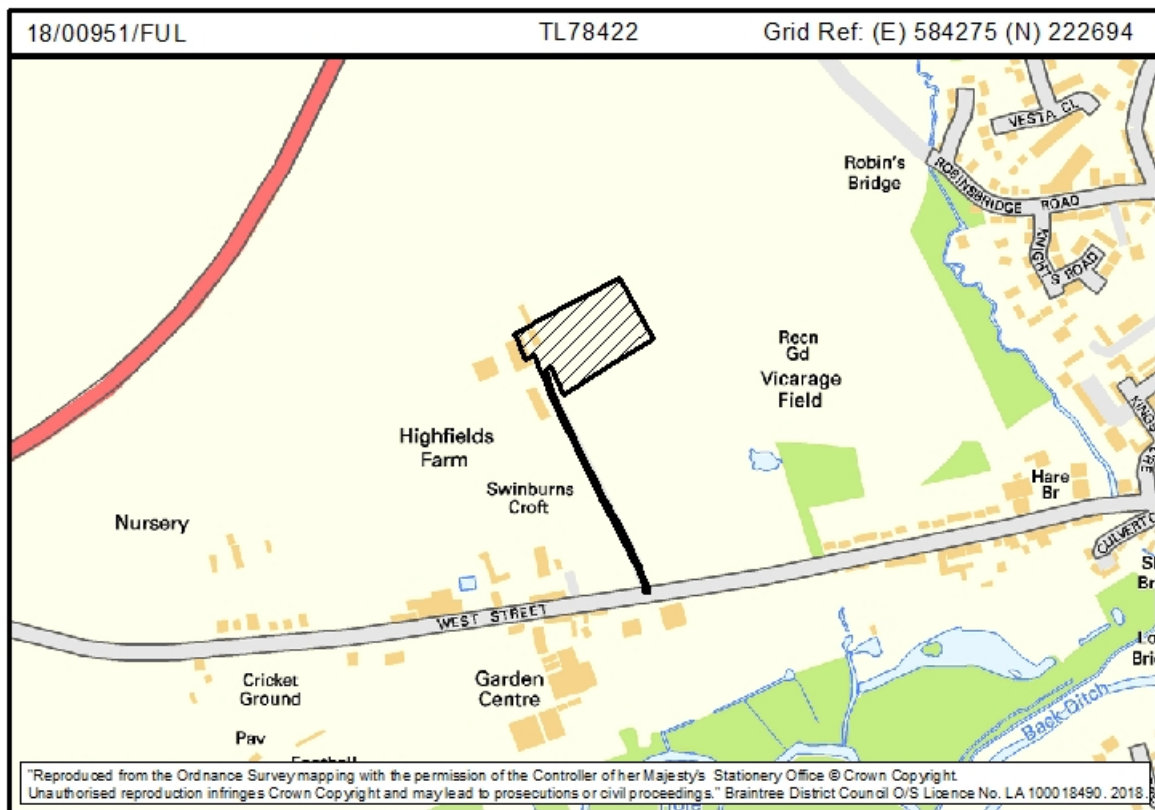 18/00951/FUL TL78422 Grid Ref: (E) 584275 (N) 222694
VESTA CL
Robin's
Bridge
ROBINSBRIDGE ROAD
KNIGHTS ROAD
Recn
Gd
Vicarage
Field
Highfields
Farm
Swinburns
Croft
Nursery
Hare
Br
WEST STREET
Garden
Centre
Cricket
Ground
Pav
Back Ditch
"Reproduced from the Ordnance Survey mapping with the permission of the Controller of her Majesty's Stationery Office © Crown Copyright.
Unauthorised reproduction infringes Crown Copyright and may lead to prosecutions or civil proceedings." Braintree District Council O/S Licence No. LA 100018490. 2018.